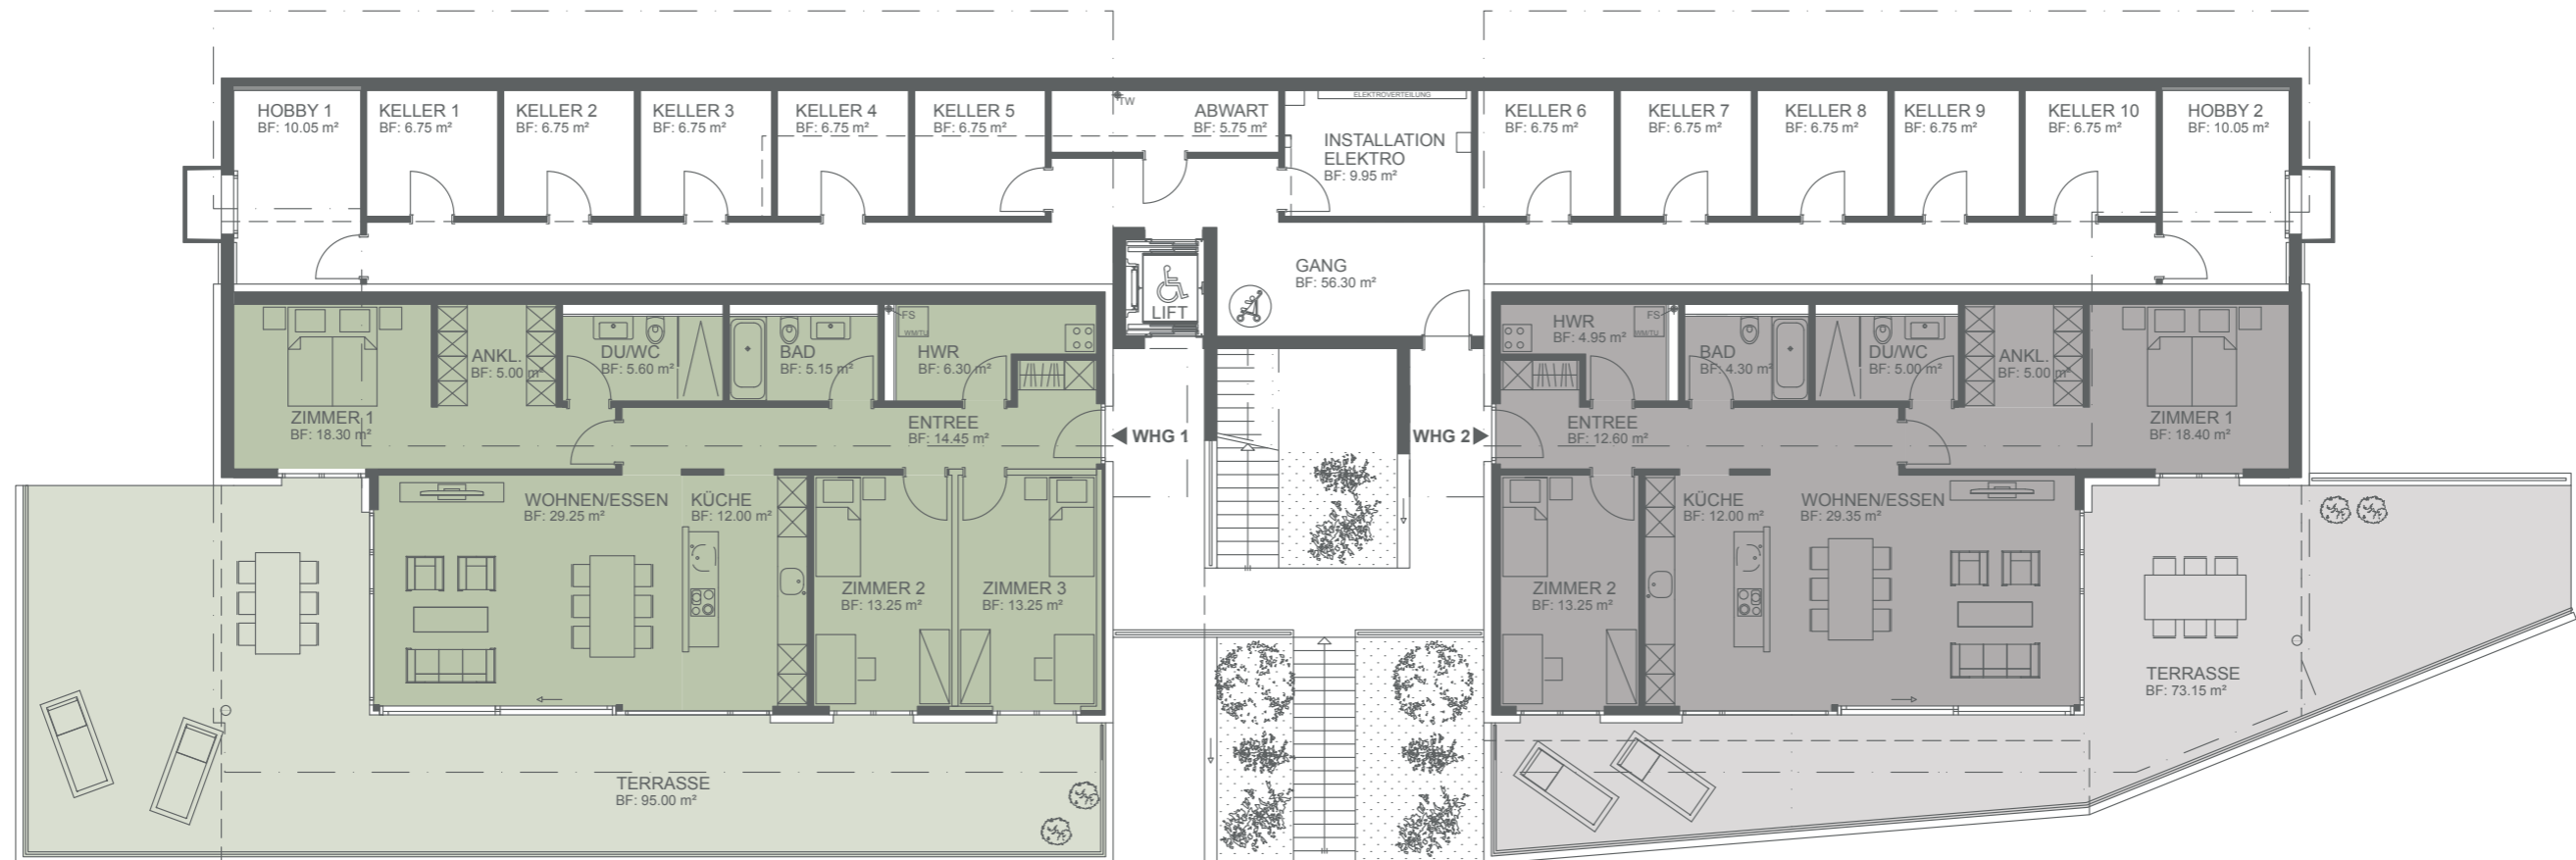 HOBBY 1
BF: 10.05 m²
KELLER 1
BF: 6.75 m²
KELLER 2
BF: 6.75 m²
KELLER 3
BF: 6.75 m²
KELLER 4
BF: 6.75 m²
KELLER 5
BF: 6.75 m²
TW
ABWART
BF: 5.75 m²
ELEKTROVERTEILUNG
INSTALLATION
ELEKTRO
BF: 9.95 m²
KELLER 6
BF: 6.75 m²
KELLER 7
BF: 6.75 m²
KELLER 8
BF: 6.75 m²
KELLER 9
BF: 6.75 m²
KELLER 10
BF: 6.75 m²
HOBBY 2
BF: 10.05 m²
GANG
BF: 56.30 m²
LIFT
ZIMMER 1
BF: 18.30 m²
ANKL.
BF: 5.00 m²
DU/WC
BF: 5.60 m²
BAD
BF: 5.15 m²
FS
WM/TU
HWR
BF: 6.30 m²
ENTREE
BF: 14.45 m²
WHG 1
WHG 2
HWR
BF: 4.95 m²
FS
WM/TU
BAD
BF: 4.30 m²
DU/WC
BF: 5.00 m²
ANKL.
BF: 5.00 m²
ZIMMER 1
BF: 18.40 m²
ENTREE
BF: 12.60 m²
WOHNEN/ESSEN
BF: 29.25 m²
KÜCHE
BF: 12.00 m²
ZIMMER 2
BF: 13.25 m²
ZIMMER 3
BF: 13.25 m²
ZIMMER 2
BF: 13.25 m²
KÜCHE
BF: 12.00 m²
WOHNEN/ESSEN
BF: 29.35 m²
TERRASSE
BF: 73.15 m²
TERRASSE
BF: 95.00 m²